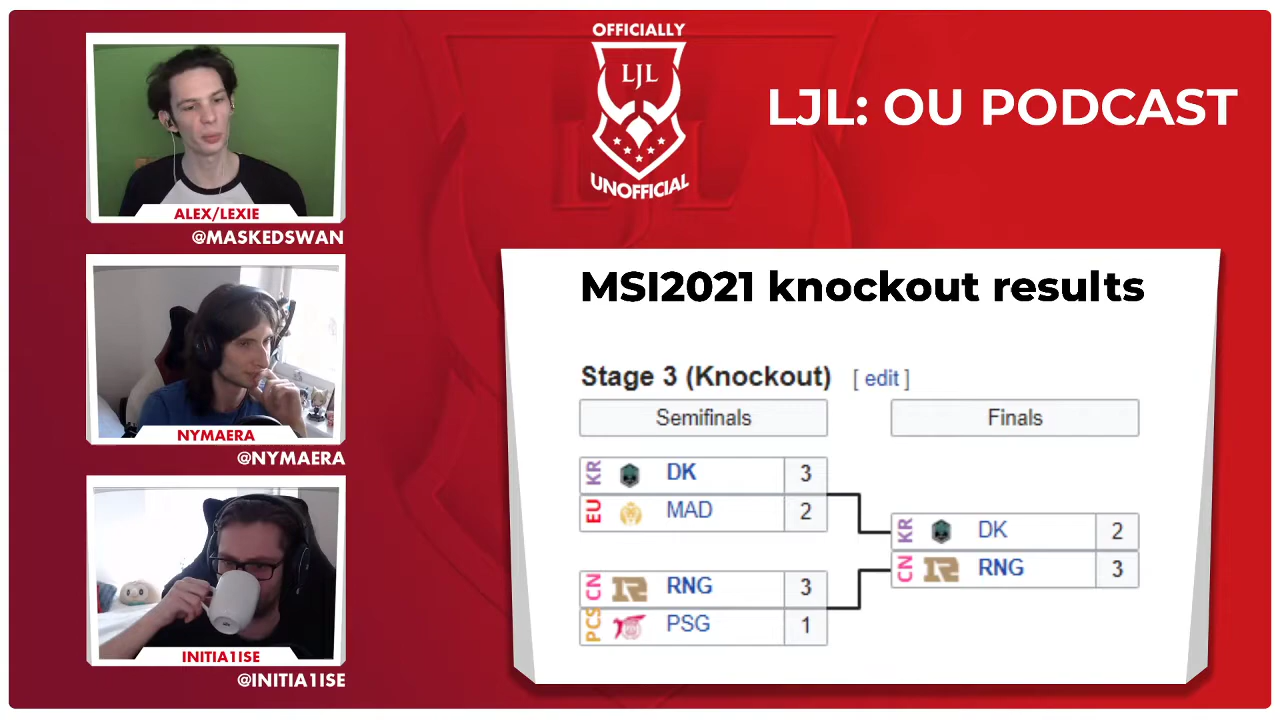 OFFICIALLY
LJL
UNOFFICIAL
LJL: OU PODCAST
ALEX/LEXIE
@MASKEDSWAN
NYMAERA
@NYMAERA
INITIA1ISE
@INITIA1ISE
MSI2021 knockout results
Stage 3 (Knockout) [ edit ]
Semifinals
Finals
KR DK 3
EU MAD 2
CN RNG 3
PCS PSG 1
KR DK 2
CN RNG 3